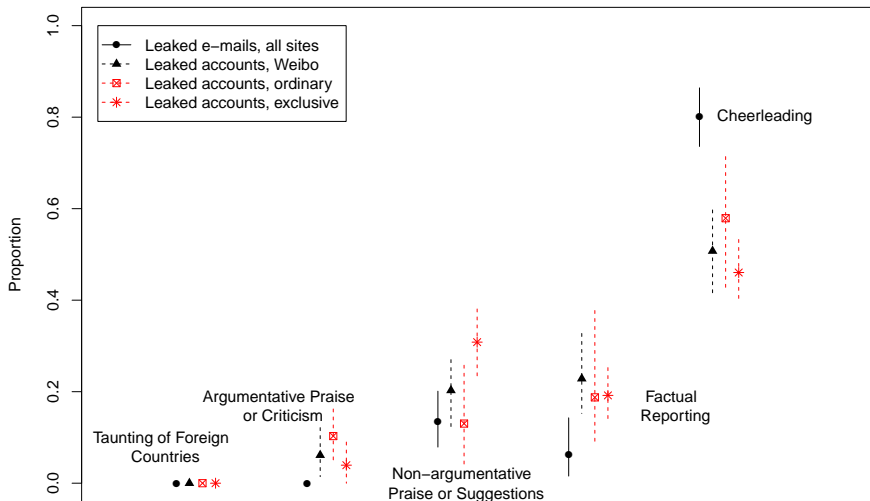 1.0
Leaked e−mails, all sites
Leaked accounts, Weibo
Leaked accounts, ordinary
Leaked accounts, exclusive
0.8
Cheerleading
0.6
Proportion
0.4
0.2
Argumentative Praise
or Criticism
Factual
Reporting
Taunting of Foreign
Countries
Non−argumentative
Praise or Suggestions
0.0